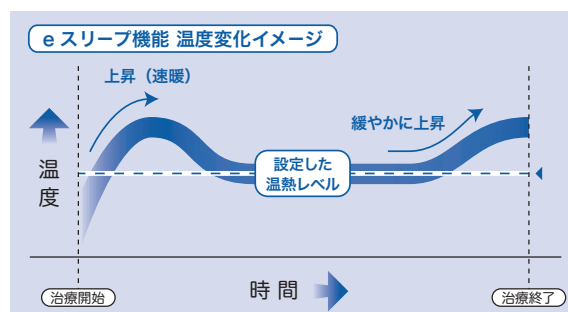 eスリープ機能 温度変化イメージ
上昇（速暖）
緩やかに上昇
温度
設定した
温熱レベル
時間
治療開始
治療終了